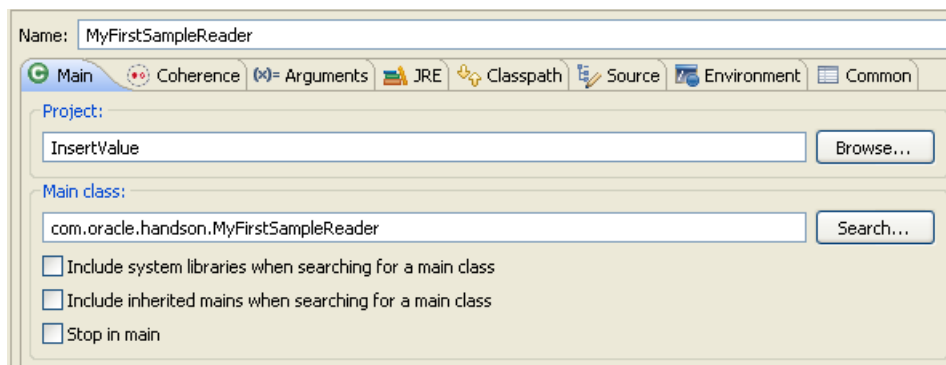 Name: MyFirstSampleReader
Main Coherence (x)= Arguments JRE Classpath Source Environment Common
Project:
InsertValue Browse...
Main class:
com.oracle.handson.MyFirstSampleReader Search...
Include system libraries when searching for a main class
Include inherited mains when searching for a main class
Stop in main